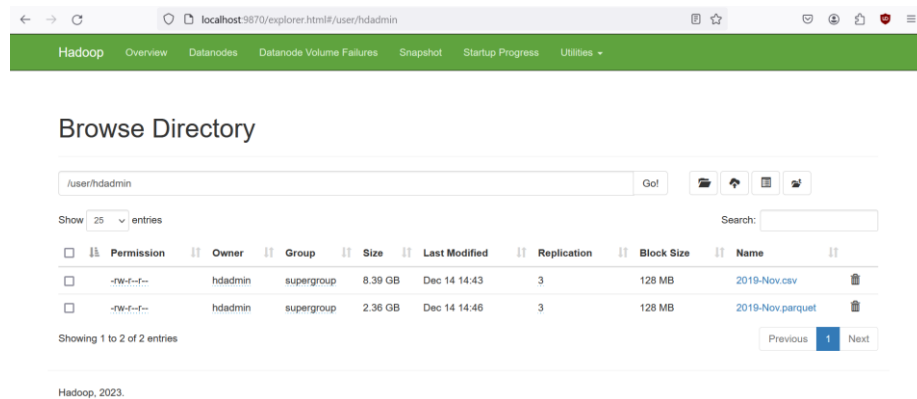 localhost:9870/explorer.html#/user/hdadmin
Hadoop Overview Datanodes Datanode Volume Failures Snapshot Startup Progress Utilities
Browse Directory
/user/hdadmin Go!
Show 25 entries Search:
Permission Owner Group Size Last Modified Replication Block Size Name
-rw-r--r-- hdadmin supergroup 8.39 GB Dec 14 14:43 3 128 MB 2019-Nov.csv
-rw-r--r-- hdadmin supergroup 2.36 GB Dec 14 14:46 3 128 MB 2019-Nov.parquet
Showing 1 to 2 of 2 entries Previous 1 Next
Hadoop, 2023.